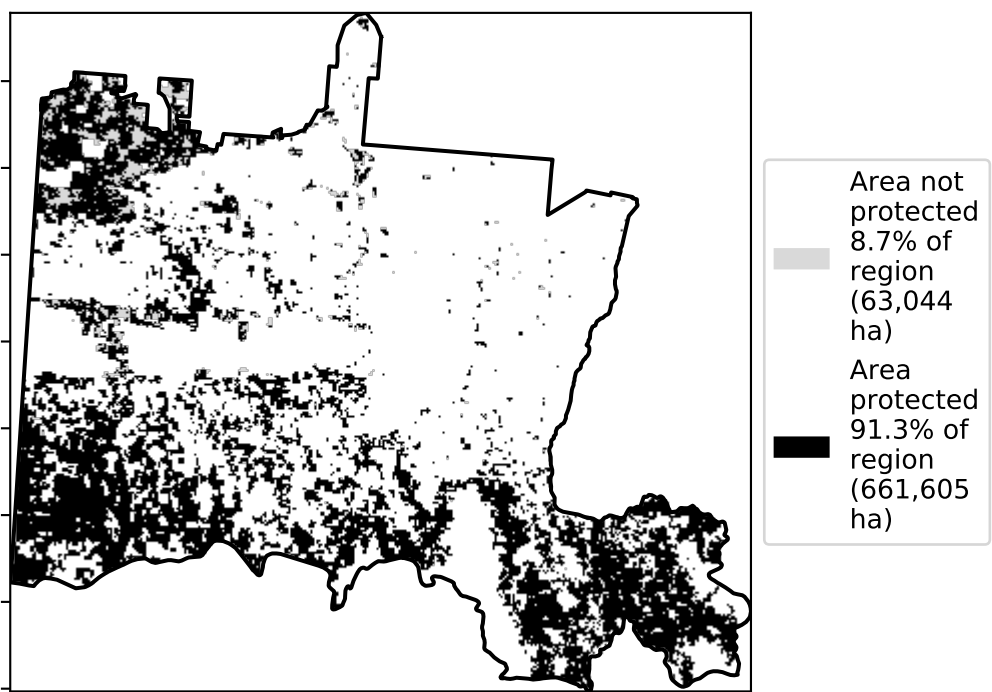 Area not
protected
8.7% of
region
(63,044
ha)
Area
protected
91.3% of
region
(661,605
ha)